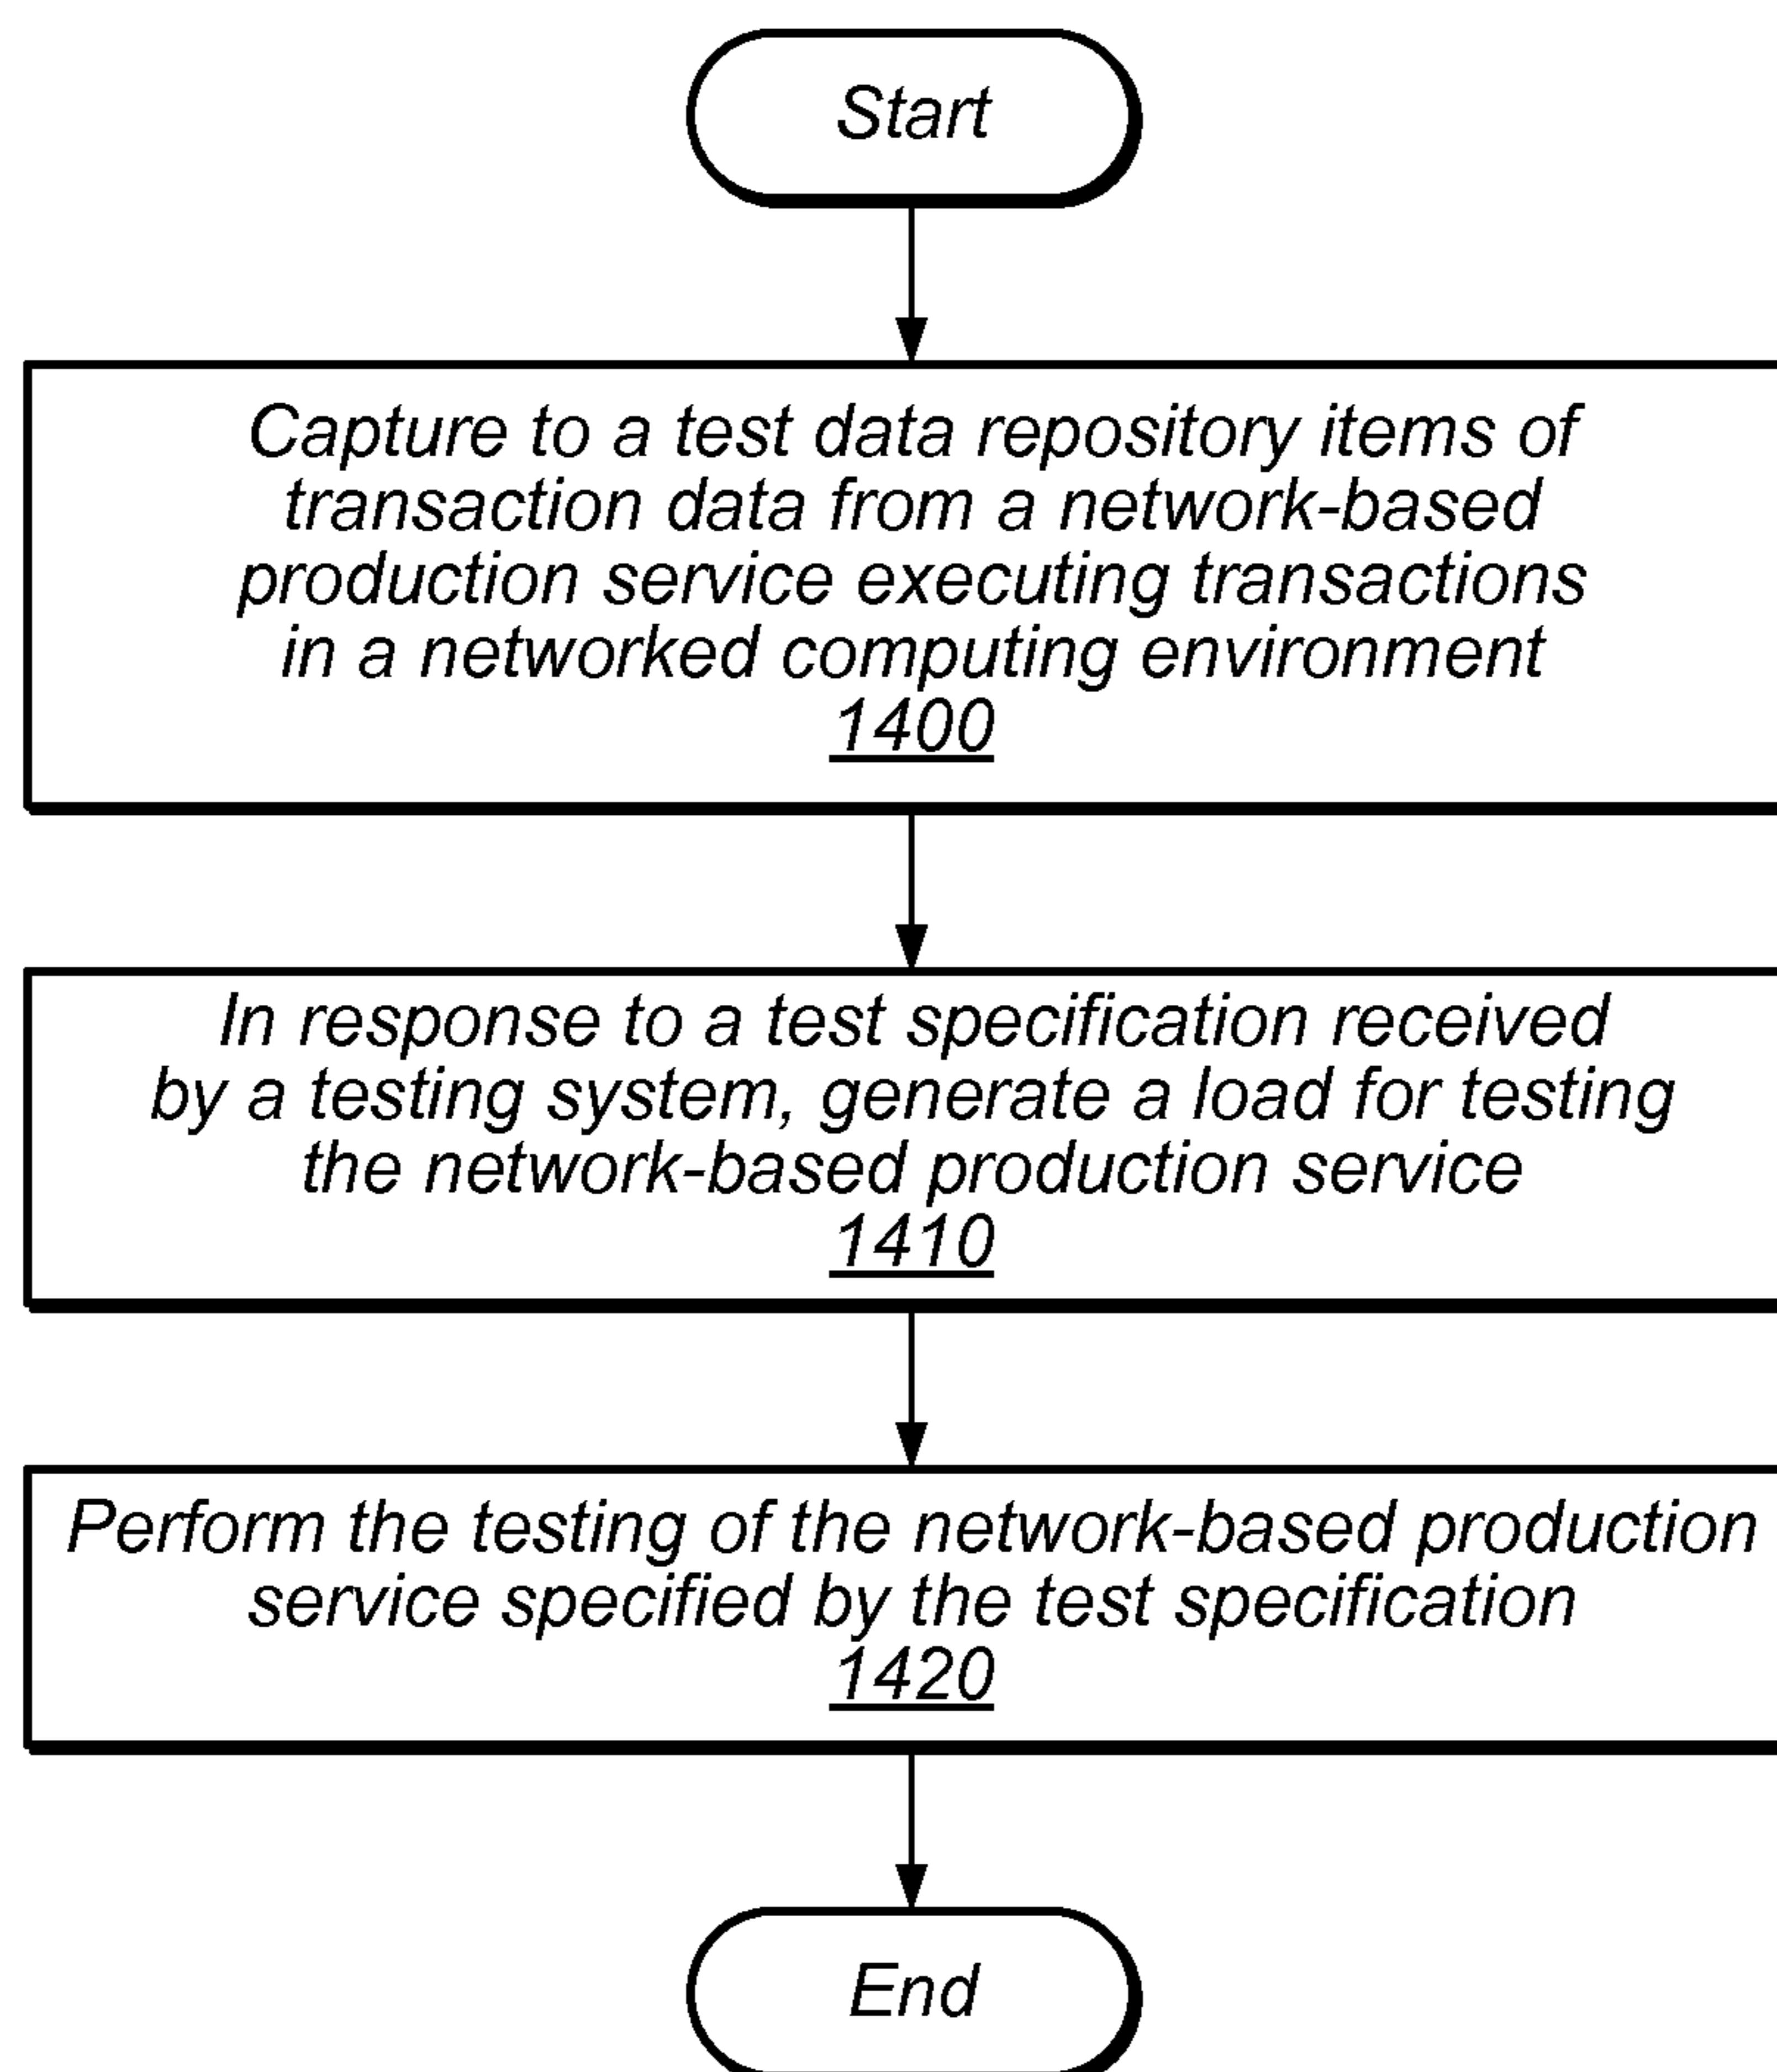 Start
Capture to a test data repository items of
transaction data from a network-based
production service executing transactions
in a networked computing environment
1400
In response to a test specification received
by a testing system, generate a load for testing
the network-based production service
1410
Perform the testing of the network-based production
service specified by the test specification
1420
End